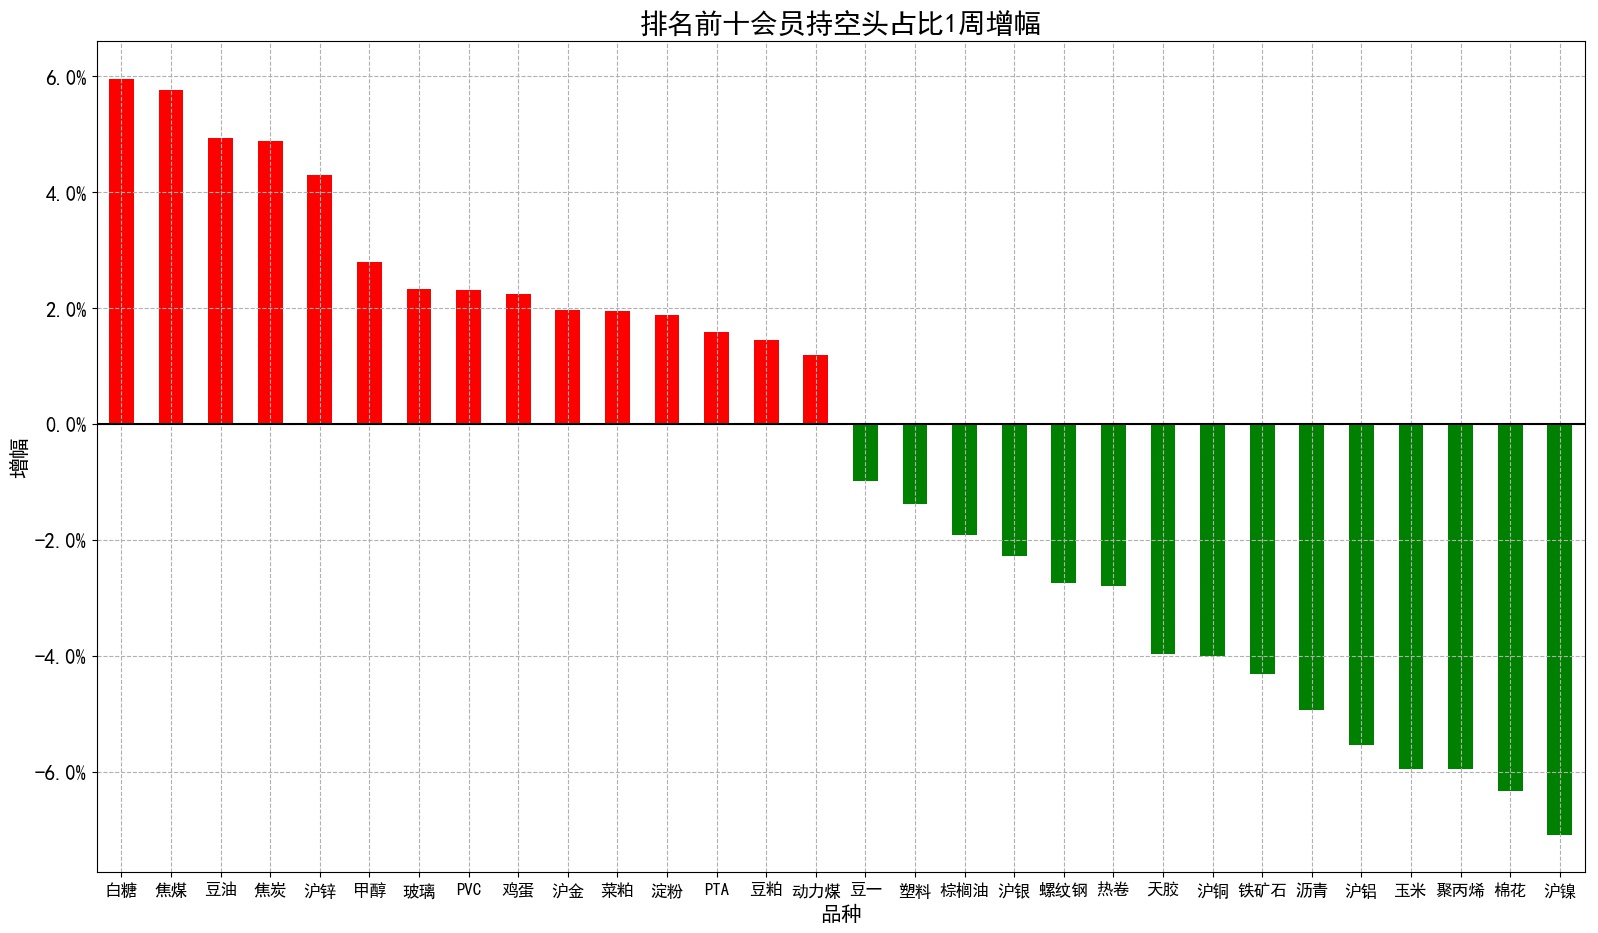 排名前十会员持空头占比1周增幅
6.0%
4.0%
2.0%
0.0%
-2.0%
-4.0%
-6.0%
增幅
白糖 焦煤 豆油 焦炭 沪锌 甲醇 玻璃 PVC 鸡蛋 沪金 菜粕 淀粉 PTA 豆粕 动力煤 豆一 塑料 棕榈油 沪银 螺纹钢 热卷 天胶 沪铜 铁矿石 沥青 沪铝 玉米 聚丙烯 棉花 沪镍
品种